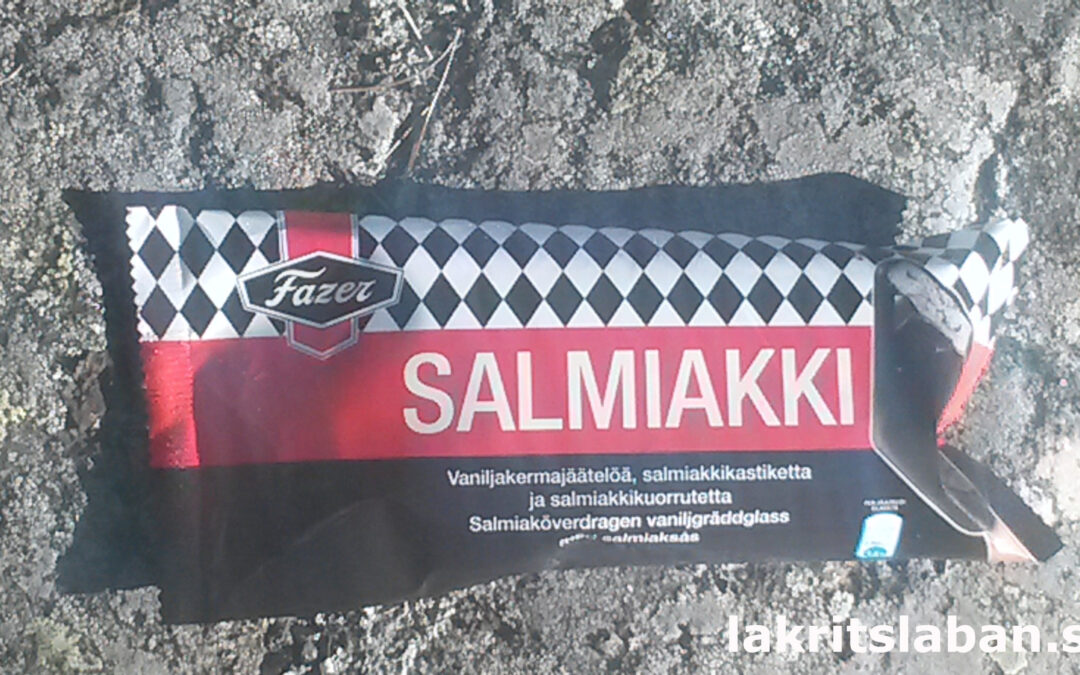 Fazer
SALMIAKKI
Vaniljakermajäätelöä, salmiakkikastiketta
ja salmiakkikuorrutetta
Salmiaköverdragen vaniljgräddglass
salmiaksås
lakritslaban.s